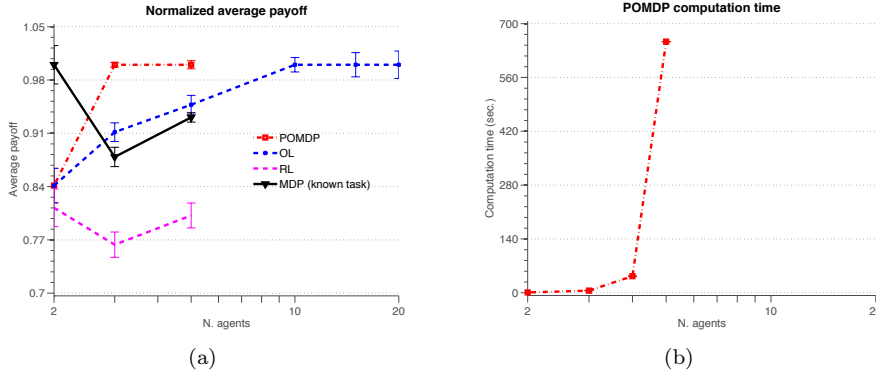 Normalized average payoff
1.05
0.98
0.91
0.84
0.77
0.7
Average payoff
POMDP
OL
RL
MDP (known task)
2
10
20
N. agents
(a)
POMDP computation time
700
560
420
280
140
0
Computation time (sec.)
2
10
2
N. agents
(b)